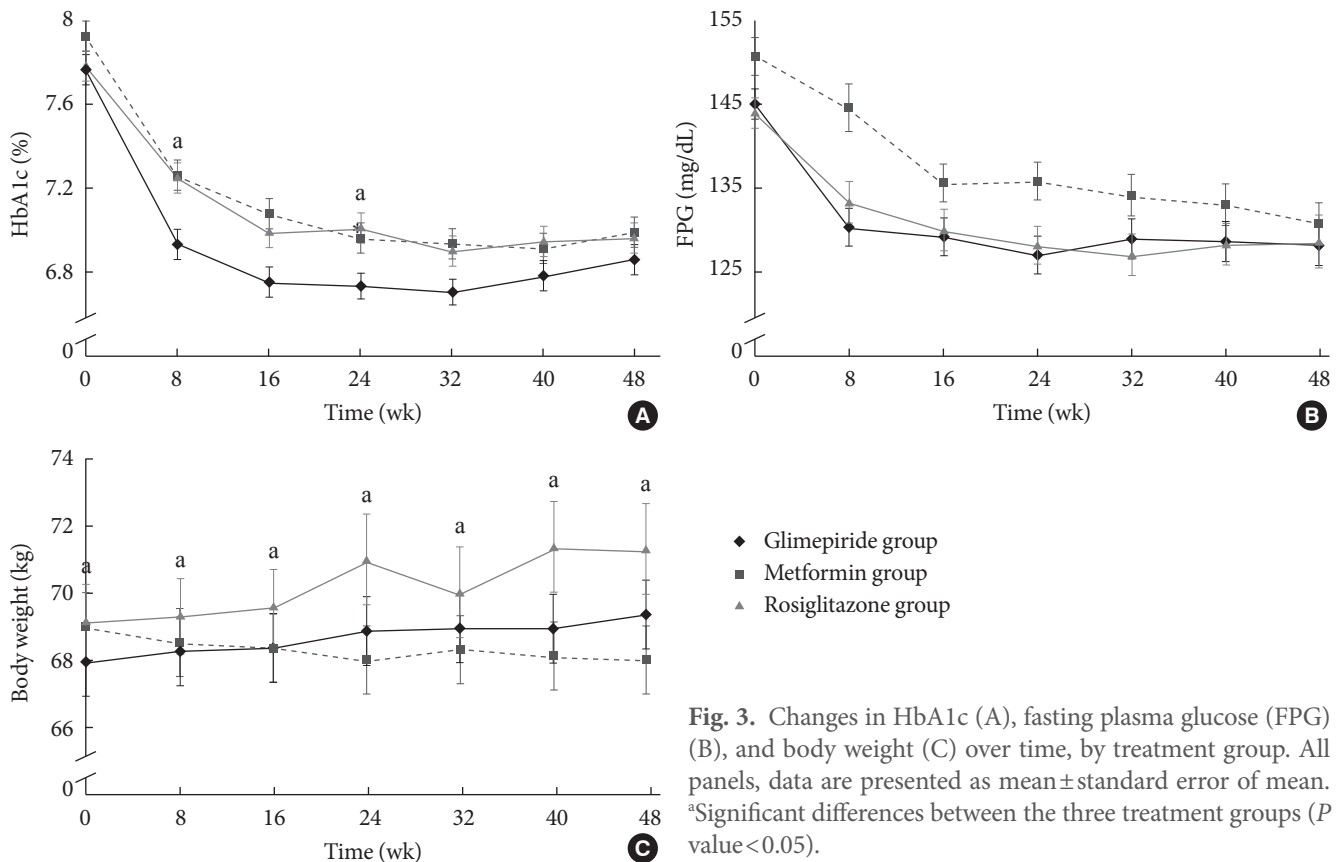 8
7.6
7.2
6.8
0
HbA1c (%)
a
a
0 8 16 24 32 40 48
Time (wk)
A
155
145
135
125
0
FPG (mg/dL)
0 8 16 24 32 40 48
Time (wk)
B
74
72
70
68
66
0
Body weight (kg)
a a a a a a a
0 8 16 24 32 40 48
Time (wk)
C
Glimepiride group
Metformin group
Rosiglitazone group
Fig. 3. Changes in HbA1c (A), fasting plasma glucose (FPG)
(B), and body weight (C) over time, by treatment group. All
panels, data are presented as mean±standard error of mean.
ᵃSignificant differences between the three treatment groups (P
value<0.05).